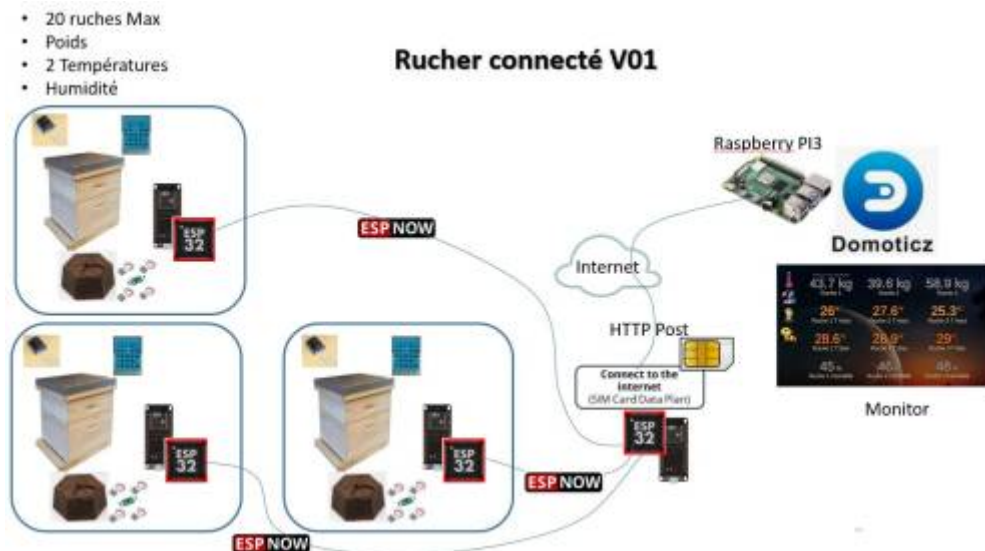 • 20 ruches Max
• Poids
• 2 Températures
• Humidité
Rucher connecté V01
ESP
32
ESP NOW
ESP
32
ESP
32
ESP NOW
ESP NOW
Raspberry PI3
Domoticz
Internet
HTTP Post
Connect to the
internet
(SIM Card Data Plan)
ESP
32
43.7 kg 39.6 kg 58.9 kg
26° 27.6° 25.3°
28.6° 28.9° 29°
45
Monitor